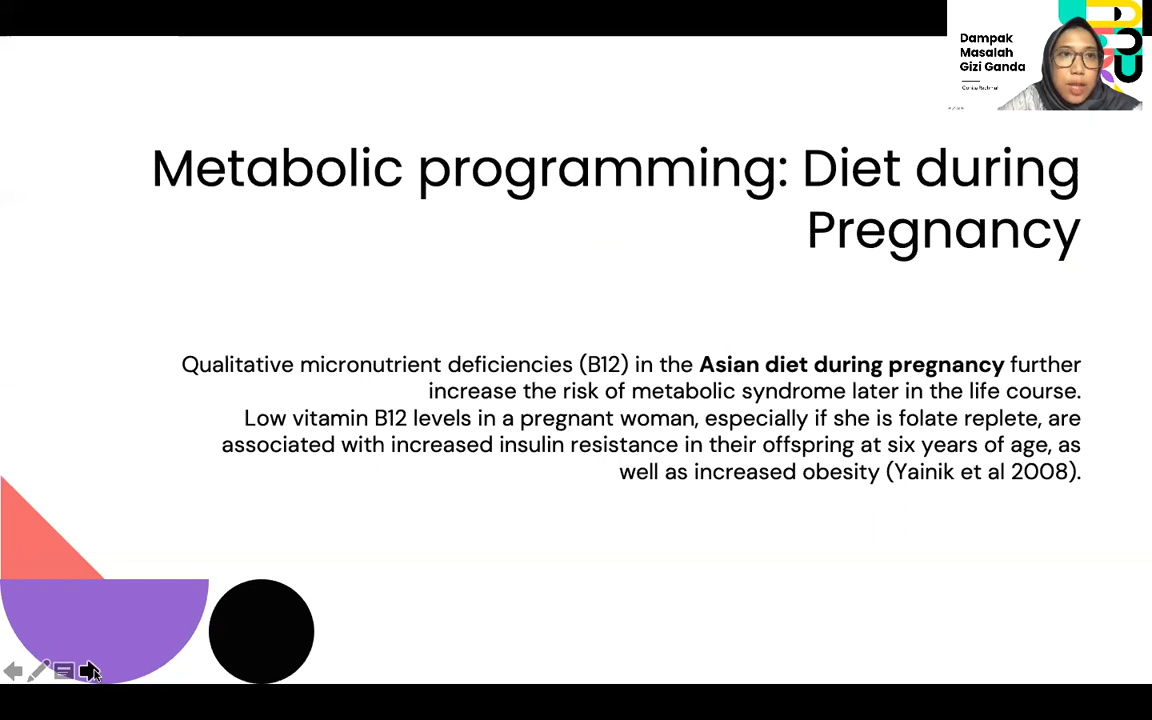 Dampak
Masalah
Gizi Ganda
Metabolic programming: Diet during
Pregnancy
Qualitative micronutrient deficiencies (B12) in the Asian diet during pregnancy further
increase the risk of metabolic syndrome later in the life course.
Low vitamin B12 levels in a pregnant woman, especially if she is folate replete, are
associated with increased insulin resistance in their offspring at six years of age, as
well as increased obesity (Yainik et al 2008).